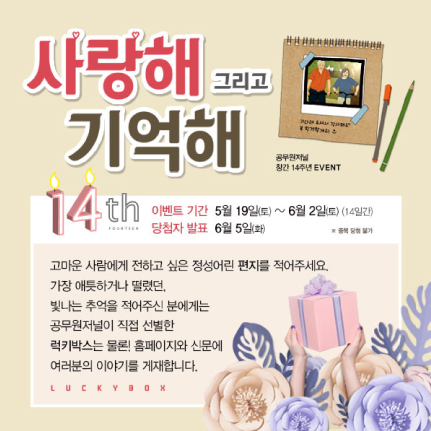 사랑해 그리고
기억해
공무원저널
창간 14주년 EVENT
14th
FOURTEEN
이벤트 기간 5월 19일(토) ~ 6월 2일(토) (14일간)
당첨자 발표 6월 5일(화)
※ 중복 당첨 불가
고마운 사람에게 전하고 싶은 정성어린 편지를 적어주세요.
가장 애틋하거나 떨렸던,
빛나는 추억을 적어주신 분에게는
공무원저널이 직접 선별한
럭키박스는 물론! 홈페이지와 신문에
여러분의 이야기를 게재합니다.
LUCKYBOX